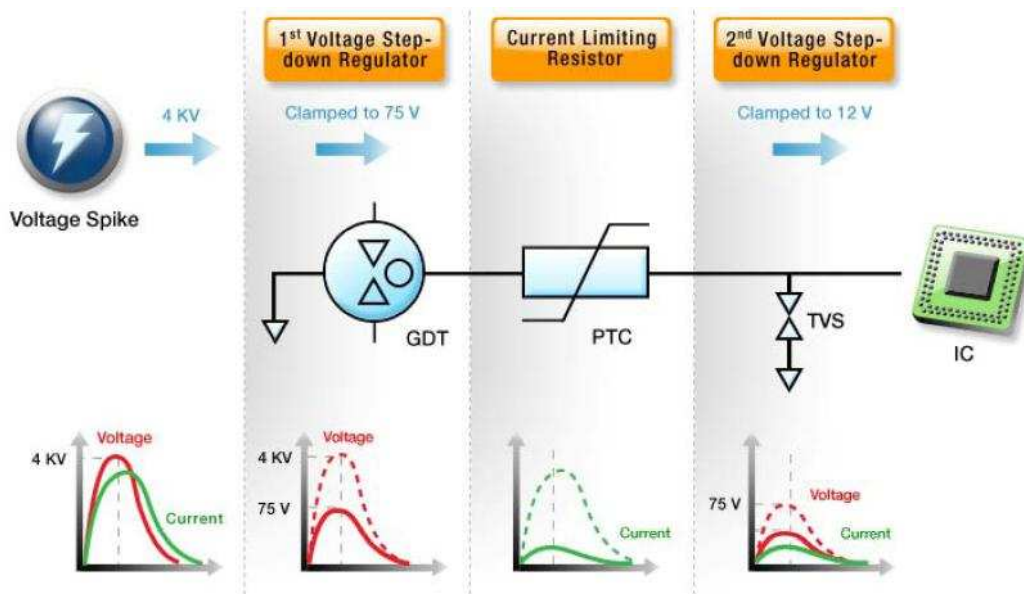 1st Voltage Step-
down Regulator
Current Limiting
Resistor
2nd Voltage Step-
down Regulator
4 KV
Clamped to 75 V
Clamped to 12 V
Voltage Spike
GDT
PTC
TVS
IC
Voltage
4 KV
Current
Voltage
4 KV
75 V
Current
75 V
Voltage
Current